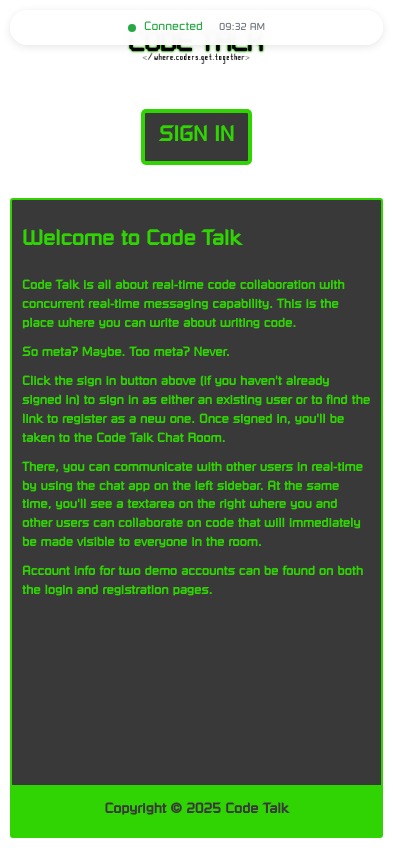 Connected 09:32 AM
CODE TALK
</where.coders.get.together>
SIGN IN
Welcome to Code Talk
Code Talk is all about real-time code collaboration with
concurrent real-time messaging capability. This is the
place where you can write about writing code.
So meta? Maybe. Too meta? Never.
Click the sign in button above (if you haven't already
signed in) to sign in as either an existing user or to find the
link to register as a new one. Once signed in, you'll be
taken to the Code Talk Chat Room.
There, you can communicate with other users in real-time
by using the chat app on the left sidebar. At the same
time, you'll see a textarea on the right where you and
other users can collaborate on code that will immediately
be made visible to everyone in the room.
Account info for two demo accounts can be found on both
the login and registration pages.
Copyright © 2025 Code Talk